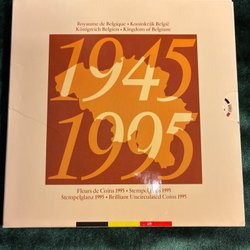 Royaume de Belgique • Koninkrijk België
Königreich Belgien • Kingdom of Belgium
1945
1995
Fleurs de Coins 1995 • Stempelglans 1995
Stempelglanz 1995 • Brilliant Uncirculated Coins 1995